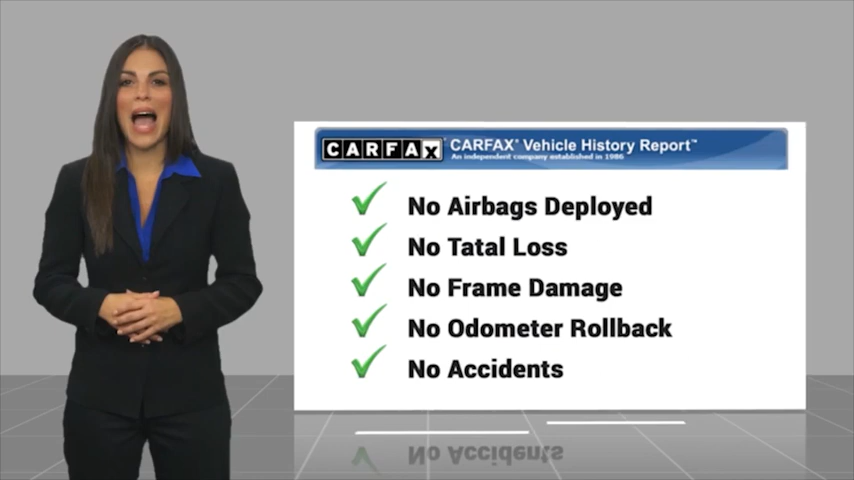 CARFAX CARFAX® Vehicle History Report™
An independent company established in 1986
No Airbags Deployed
No Tatal Loss
No Frame Damage
No Odometer Rollback
No Accidents
No Accidents